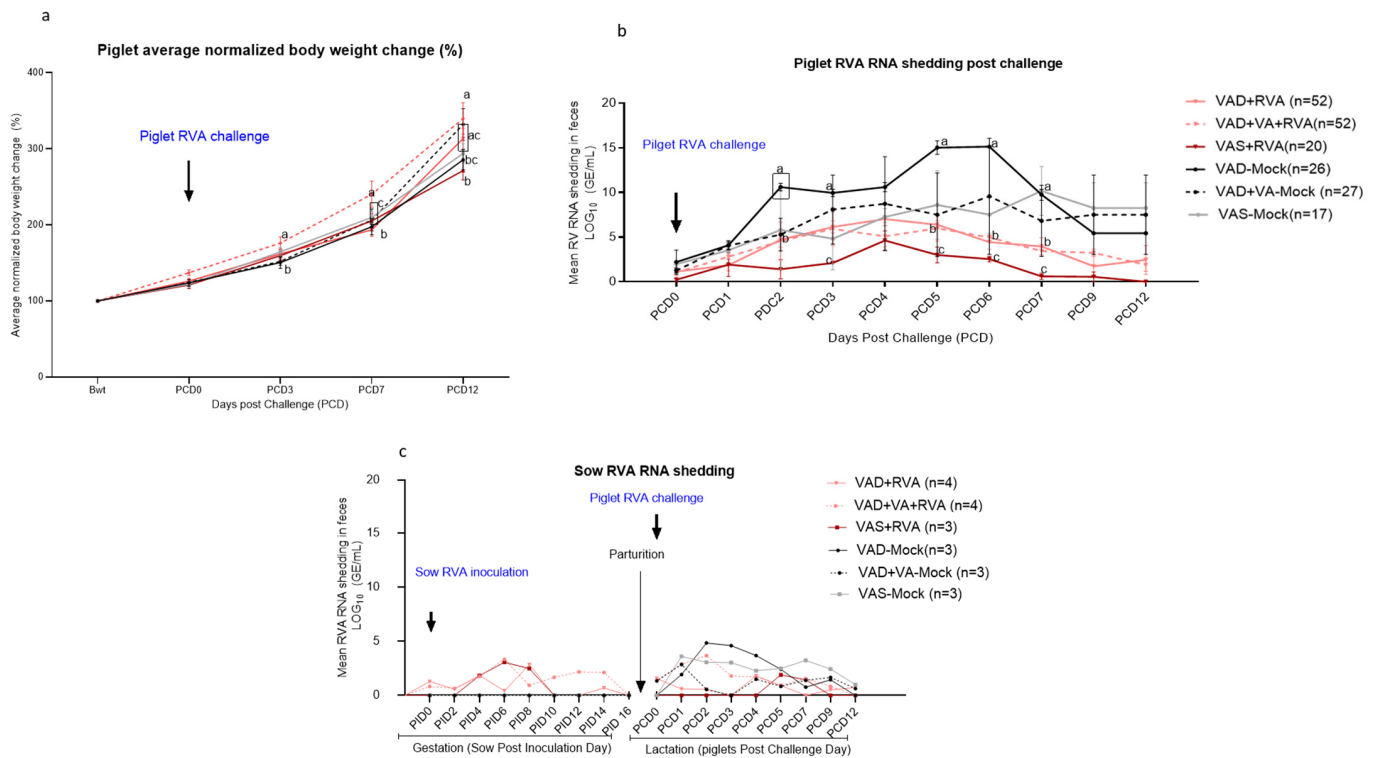 a
Piglet average normalized body weight change (%)
Average normalized body weight change (%)
400
300
200
100
0
Piglet RVA challenge
a
b
a
c
b
a
ac
bc
b
Bwt
PCD0
PCD3
PCD7
PCD12
Days post Challenge (PCD)
b
Piglet RVA RNA shedding post challenge
Mean RV RNA shedding in feces
LOG10 (GE/mL)
20
15
10
5
0
Pilget RVA challenge
a
b
a
c
a
b
c
a
b
c
a
b
c
PCD0
PCD1
PDC2
PCD3
PCD4
PCD5
PCD6
PCD7
PCD9
PCD12
Days Post Challenge (PCD)
VAD+RVA (n=52)
VAD+VA+RVA(n=52)
VAS+RVA(n=20)
VAD-Mock(n=26)
VAD+VA-Mock (n=27)
VAS-Mock(n=17)
c
Sow RVA RNA shedding
Mean RVA RNA shedding in feces
LOG10 (GE/mL)
20
15
10
5
0
Piglet RVA challenge
Parturition
Sow RVA inoculation
PID0
PID2
PID4
PID6
PID8
PID10
PID12
PID14
PID 16
PCD0
PCD1
PCD2
PCD3
PCD4
PCD5
PCD7
PCD9
PCD12
Gestation (Sow Post Inoculation Day)
Lactation (piglets Post Challenge Day)
VAD+RVA (n=4)
VAD+VA+RVA (n=4)
VAS+RVA (n=3)
VAD-Mock(n=3)
VAD+VA-Mock (n=3)
VAS-Mock (n=3)